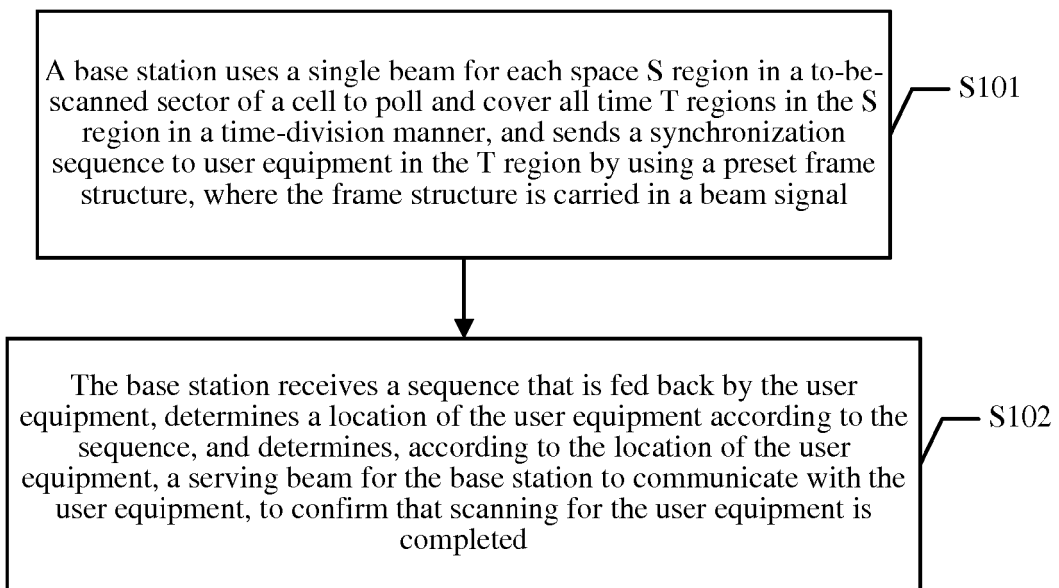 A base station uses a single beam for each space S region in a to-be-
scanned sector of a cell to poll and cover all time T regions in the S
region in a time-division manner, and sends a synchronization
sequence to user equipment in the T region by using a preset frame
structure, where the frame structure is carried in a beam signal
S101
The base station receives a sequence that is fed back by the user
equipment, determines a location of the user equipment according to the
sequence, and determines, according to the location of the user
equipment, a serving beam for the base station to communicate with the
user equipment, to confirm that scanning for the user equipment is
completed
S102